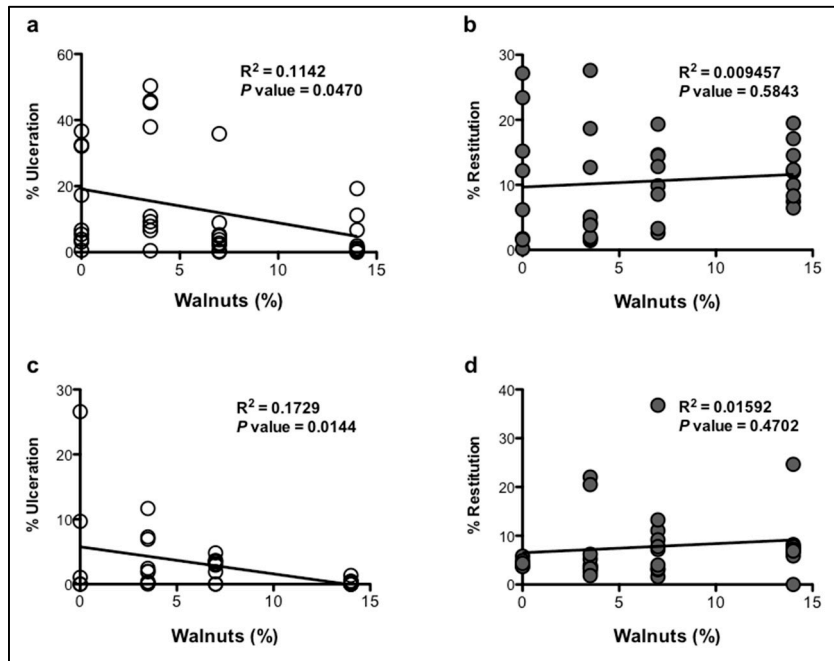 a
60
40
20
0
0
5
10
15
% Ulceration
Walnuts (%)
R² = 0.1142
P value = 0.0470
b
30
20
10
0
0
5
10
15
% Restitution
Walnuts (%)
R² = 0.009457
P value = 0.5843
c
30
20
10
0
0
5
10
15
% Ulceration
Walnuts (%)
R² = 0.1729
P value = 0.0144
d
40
30
20
10
0
0
5
10
15
% Restitution
Walnuts (%)
R² = 0.01592
P value = 0.4702